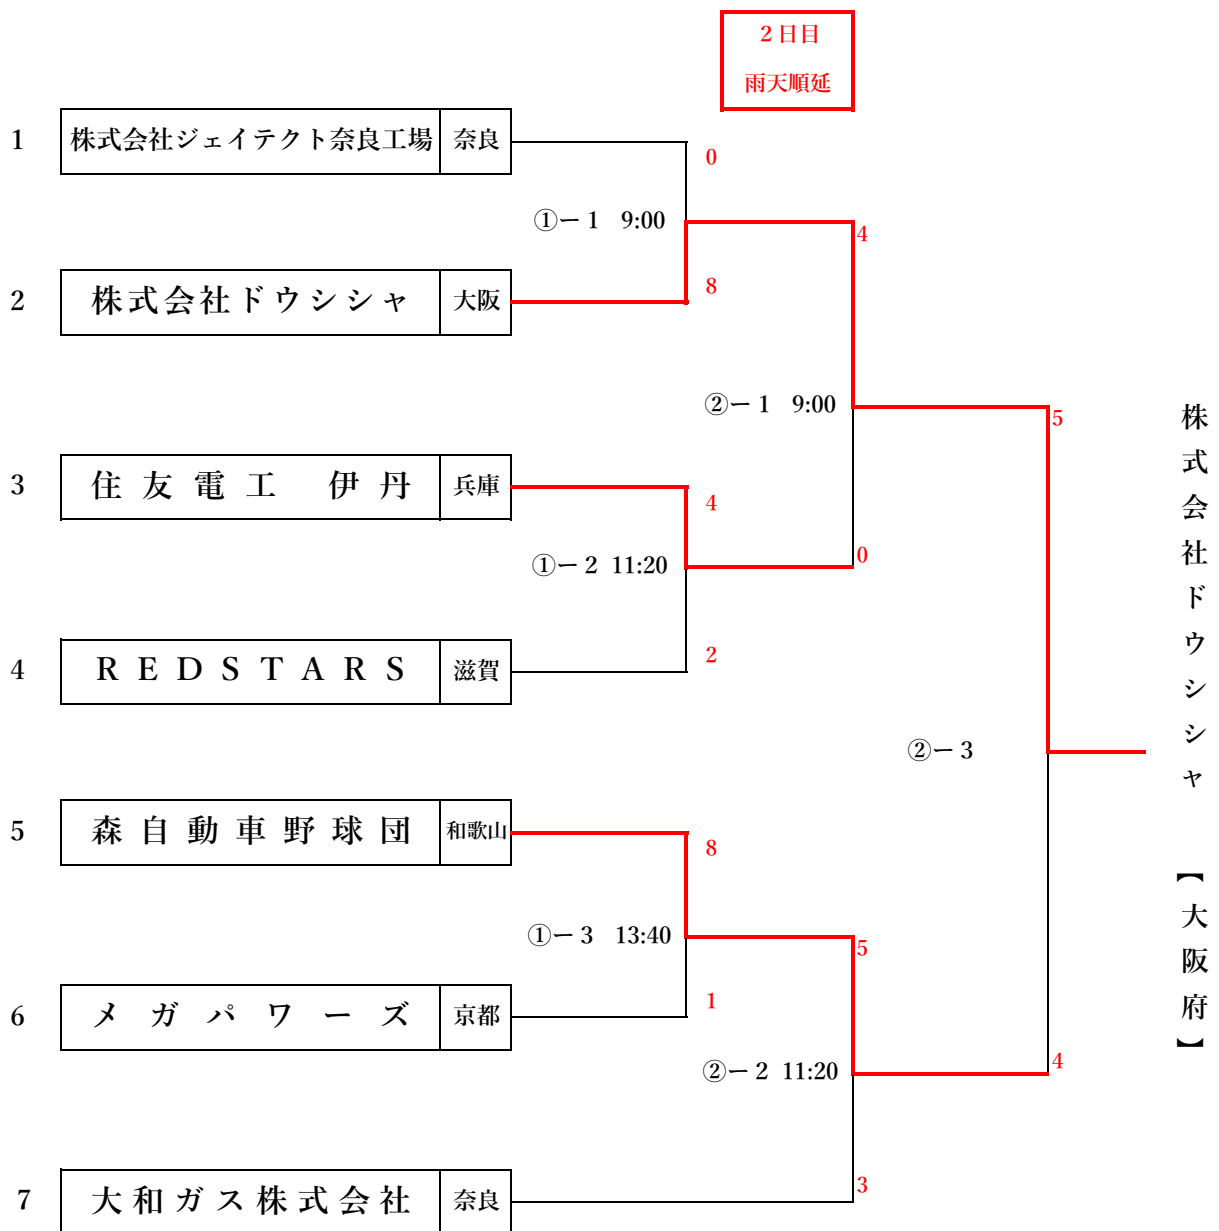 ２日目
雨天順延
1 株式会社ジェイテクト奈良工場 奈良
0
①ー１ 9:00
4
2 株式会社ドウシシャ 大阪
8
②ー１ 9:00
5
3 住友電工 伊丹 兵庫
4
①ー２ 11:20
0
4 ＲＥＤＳＴＡＲＳ 滋賀
2
②ー３
株式会社ドウシシャ 【大阪府】
5 森自動車野球団 和歌山
8
①ー３ 13:40
5
6 メガパワーズ 京都
1
②ー２ 11:20
4
7 大和ガス株式会社 奈良
3